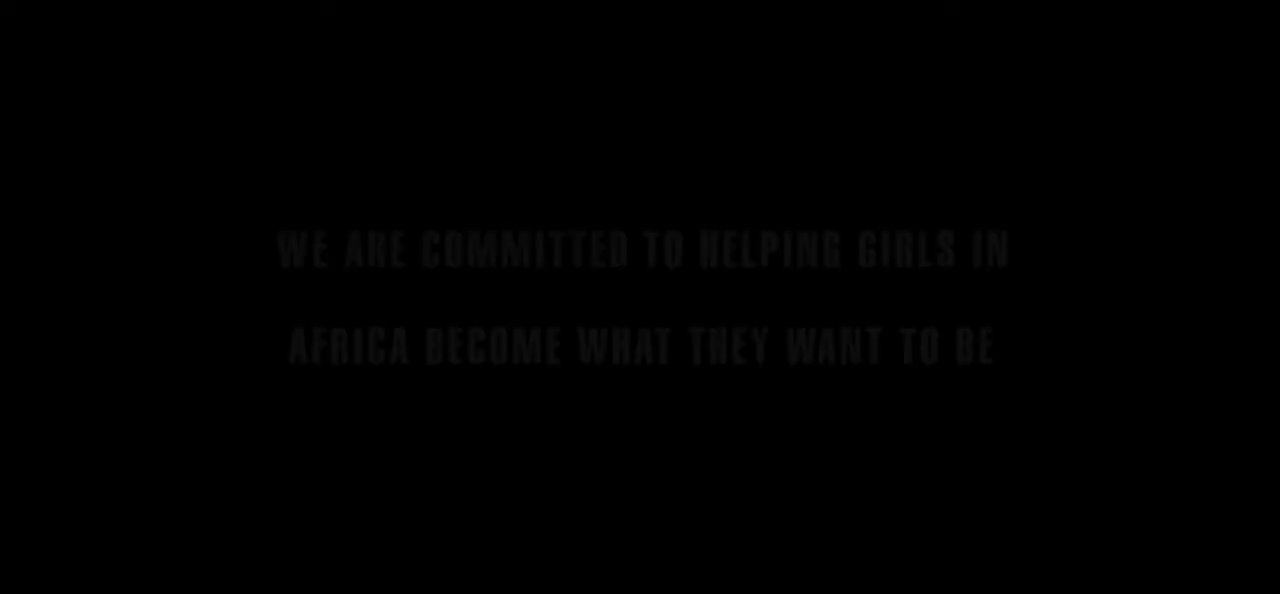 WE ARE COMMITTED TO HELPING GIRLS IN
AFRICA BECOME WHAT THEY WANT TO BE